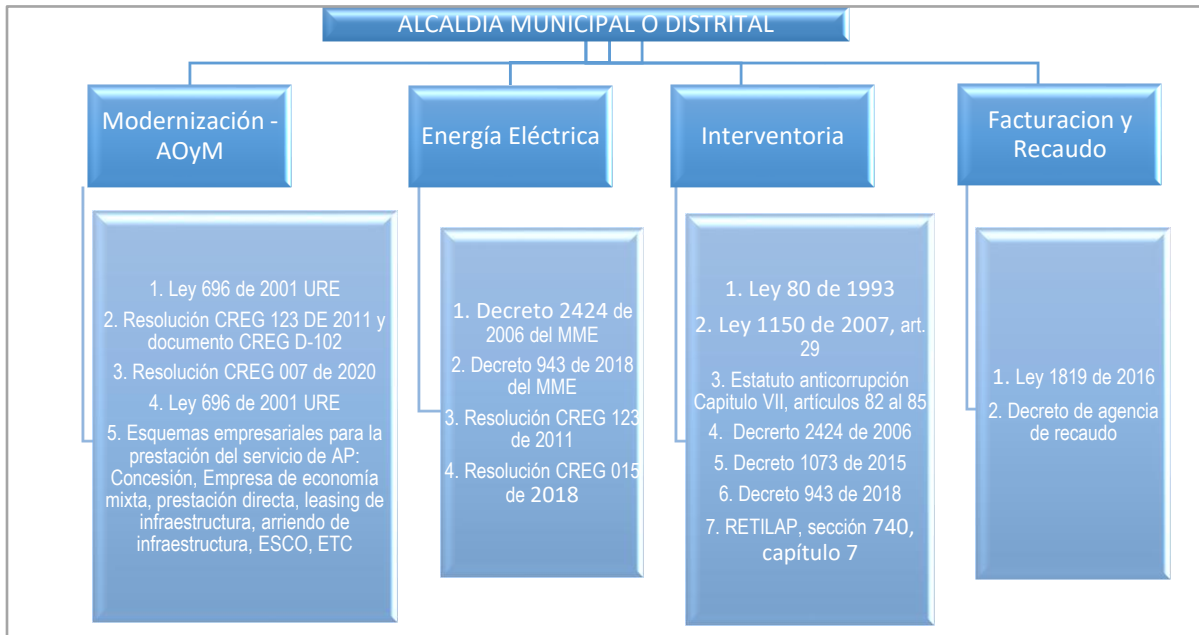 ALCALDIA MUNICIPAL O DISTRITAL
Modernización -
AOyM
1. Ley 696 de 2001 URE
2. Resolución CREG 123 DE 2011 y
documento CREG D-102
3. Resolución CREG 007 de 2020
4. Ley 696 de 2001 URE
5. Esquemas empresariales para la
prestación del servicio de AP:
Concesión, Empresa de economía
mixta, prestación directa, leasing de
infraestructura, arriendo de
infraestructura, ESCO, ETC
Energía Eléctrica
1. Decreto 2424 de
2006 del MME
2. Decreto 943 de 2018
del MME
3. Resolución CREG 123
de 2011
4. Resolución CREG 015
de 2018
Interventoria
1. Ley 80 de 1993
2. Ley 1150 de 2007, art.
29
3. Estatuto anticorrupción
Capitulo VII, artículos 82 al 85
4. Decrerto 2424 de 2006
5. Decreto 1073 de 2015
6. Decreto 943 de 2018
7. RETILAP, sección 740,
capítulo 7
Facturacion y
Recaudo
1. Ley 1819 de 2016
2. Decreto de agencia
de recaudo